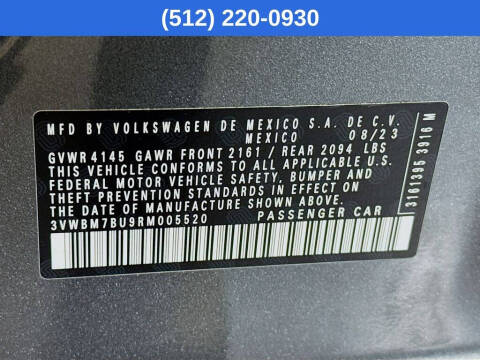 (512) 220-0930
MFD BY VOLKSWAGEN DE MEXICO S.A. DE C.V.
MEXICO 08/23
GVWR 4145 GAWR FRONT 2161 / REAR 2094 LBS
THIS VEHICLE CONFORMS TO ALL APPLICABLE U.S.
FEDERAL MOTOR VEHICLE SAFETY, BUMPER AND
THEFT PREVENTION STANDARDS IN EFFECT ON THE
DATE OF MANUFACTURE SHOWN ABOVE
3VWBM7BU9RM005520 PASSENGER CAR
3161395 3916 M